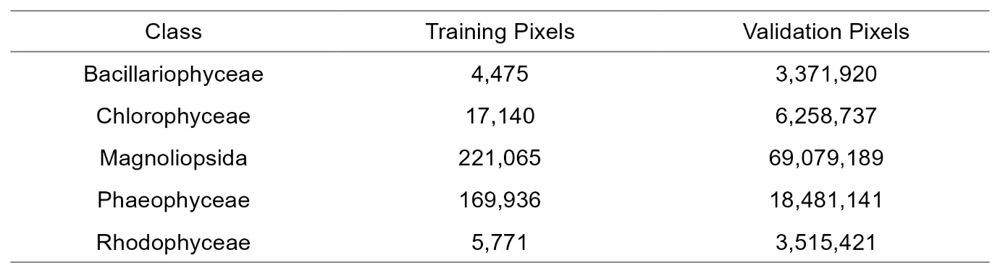 Class Training Pixels Validation Pixels
Bacillariophyceae 4,475 3,371,920
Chlorophyceae 17,140 6,258,737
Magnoliopsida 221,065 69,079,189
Phaeophyceae 169,936 18,481,141
Rhodophyceae 5,771 3,515,421